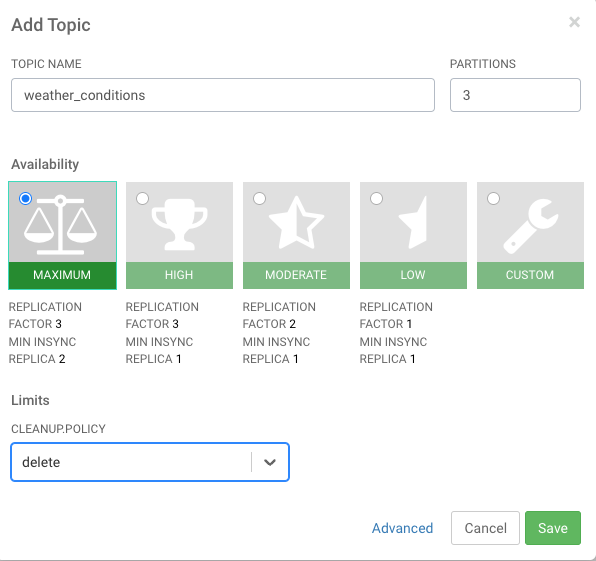 Add Topic
×
TOPIC NAME
PARTITIONS
weather_conditions
3
Availability
MAXIMUM
HIGH
MODERATE
LOW
CUSTOM
REPLICATION
FACTOR 3
MIN INSYNC
REPLICA 2
REPLICATION
FACTOR 3
MIN INSYNC
REPLICA 1
REPLICATION
FACTOR 2
MIN INSYNC
REPLICA 1
REPLICATION
FACTOR 1
MIN INSYNC
REPLICA 1
Limits
CLEANUP.POLICY
delete
Advanced
Cancel
Save